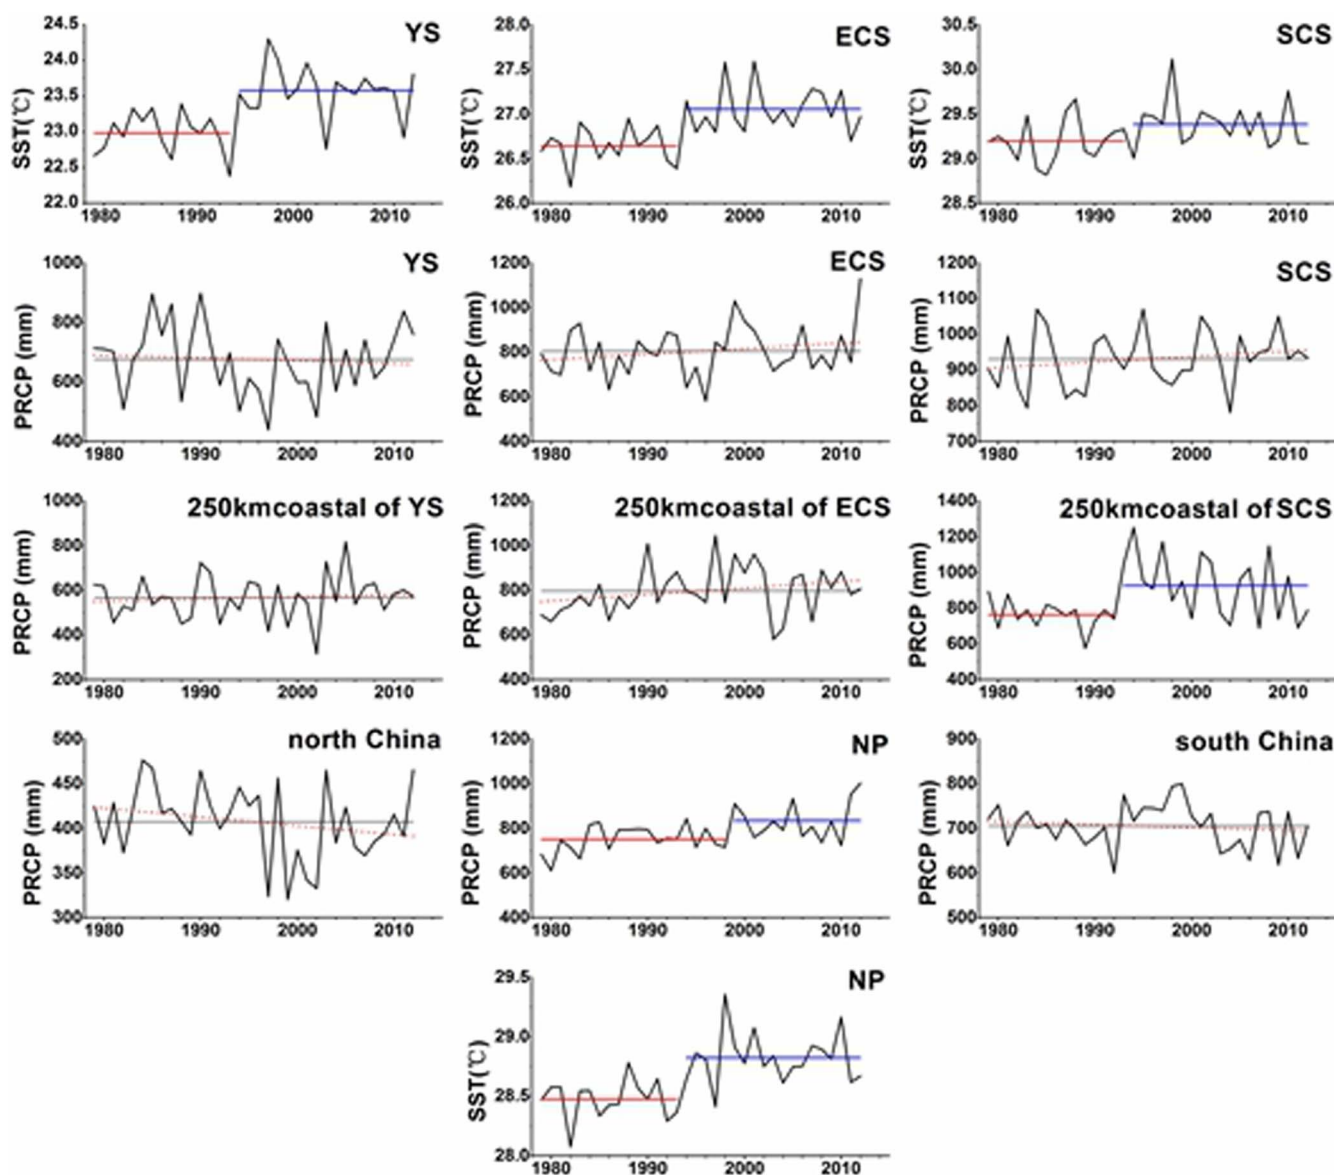 YS
SST(℃)
24.5
24.0
23.5
23.0
22.5
22.0
1980 1990 2000 2010
ECS
SST(℃)
28.0
27.5
27.0
26.5
26.0
1980 1990 2000 2010
SCS
SST(℃)
30.5
30.0
29.5
29.0
28.5
1980 1990 2000 2010
YS
PRCP (mm)
1000
800
600
400
1980 1990 2000 2010
ECS
PRCP (mm)
1200
1000
800
600
400
1980 1990 2000 2010
SCS
PRCP (mm)
1200
1100
1000
900
800
700
1980 1990 2000 2010
250kmcoastal of YS
PRCP (mm)
1000
800
600
400
200
1980 1990 2000 2010
250kmcoastal of ECS
PRCP (mm)
1200
1000
800
600
400
1980 1990 2000 2010
250kmcoastal of SCS
PRCP (mm)
1400
1200
1000
800
600
400
1980 1990 2000 2010
north China
PRCP (mm)
500
450
400
350
300
1980 1990 2000 2010
NP
PRCP (mm)
1200
1000
800
600
400
1980 1990 2000 2010
south China
PRCP (mm)
900
800
700
600
500
1980 1990 2000 2010
NP
SST(℃)
29.5
29.0
28.5
28.0
1980 1990 2000 2010